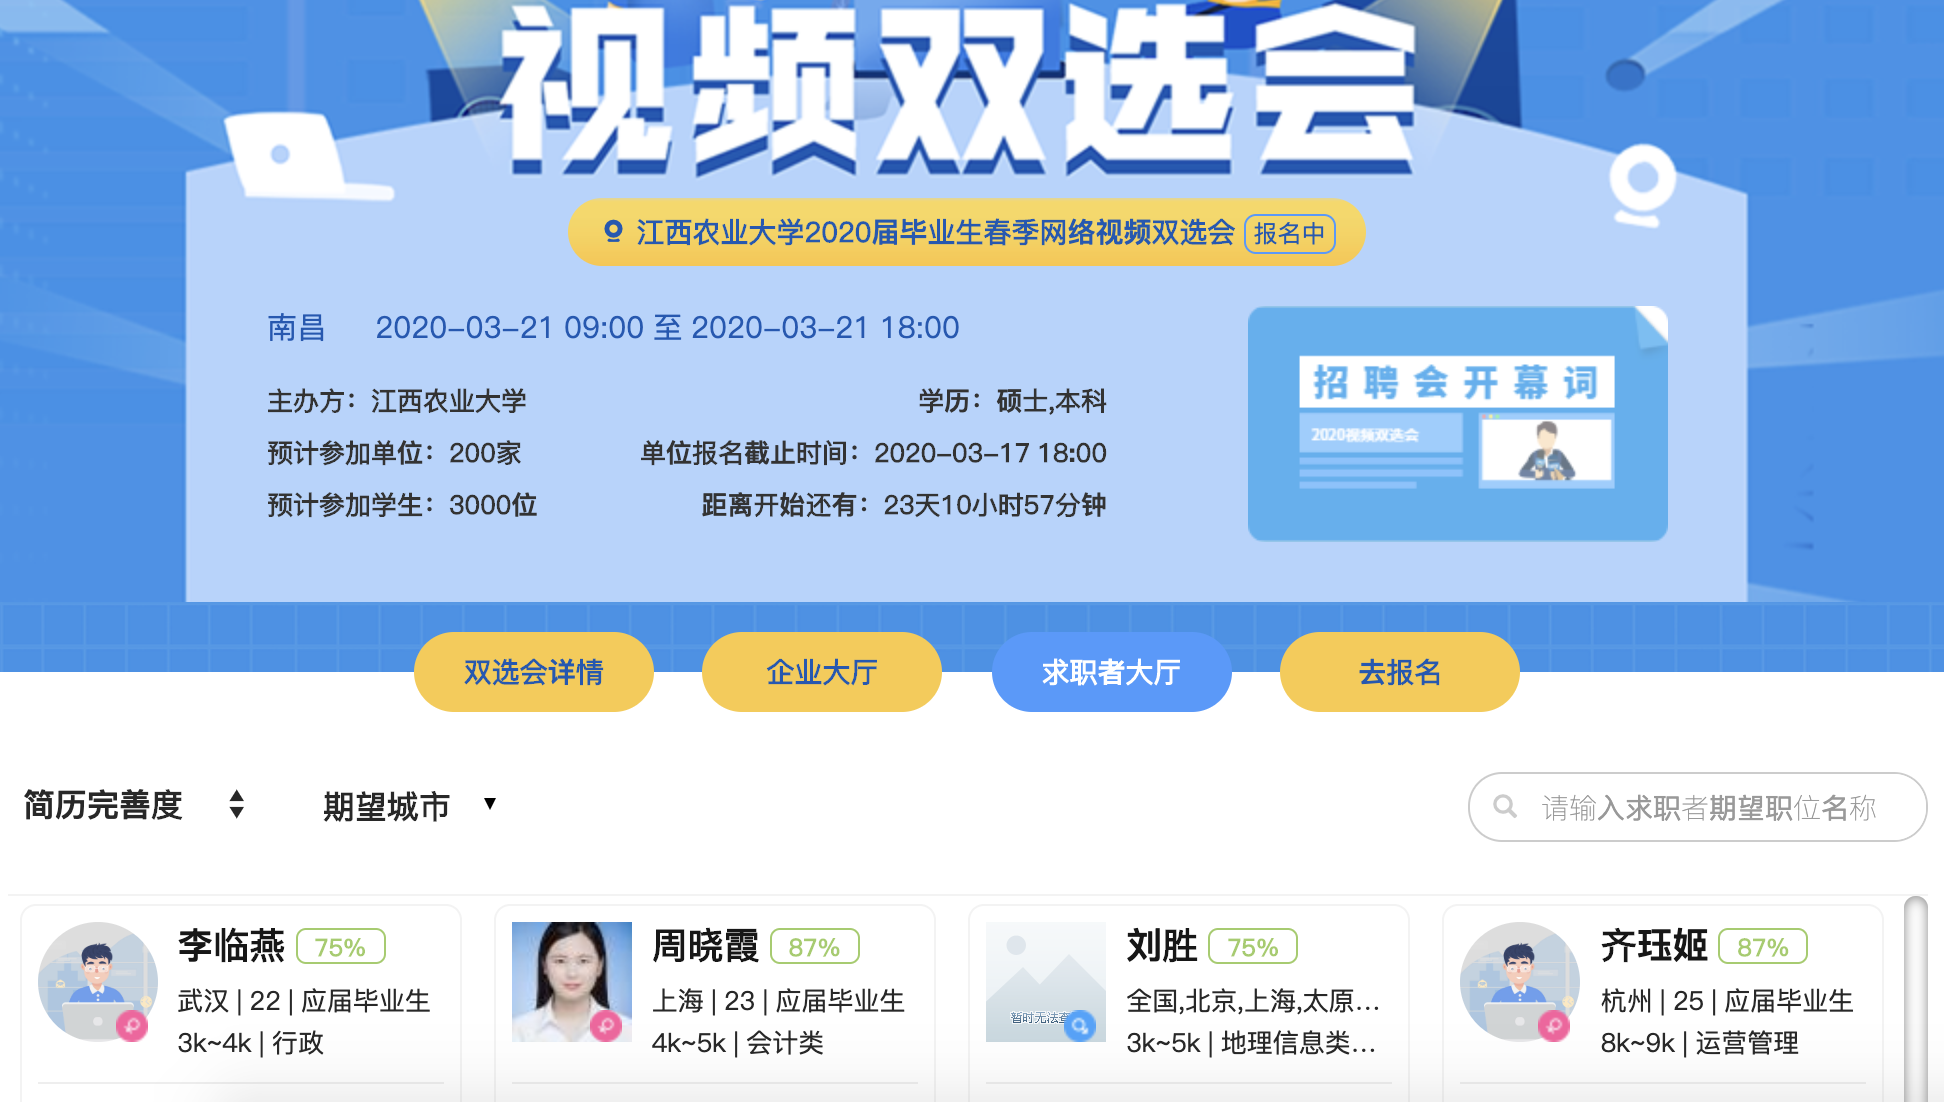 视频双选会
江西农业大学2020届毕业生春季网络视频双选会 报名中
南昌 2020-03-21 09:00 至 2020-03-21 18:00
主办方：江西农业大学 学历：硕士,本科
预计参加单位：200家 单位报名截止时间：2020-03-17 18:00
预计参加学生：3000位 距离开始还有：23天10小时57分钟
招聘会开幕词
2020视频双选会
双选会详情 企业大厅 求职者大厅 去报名
简历完善度 期望城市 请输入求职者期望职位名称
李临燕 75%
武汉 | 22 | 应届毕业生
3k~4k | 行政
周晓霞 87%
上海 | 23 | 应届毕业生
4k~5k | 会计类
暂时无法查
刘胜 75%
全国,北京,上海,太原...
3k~5k | 地理信息类...
齐珏姬 87%
杭州 | 25 | 应届毕业生
8k~9k | 运营管理